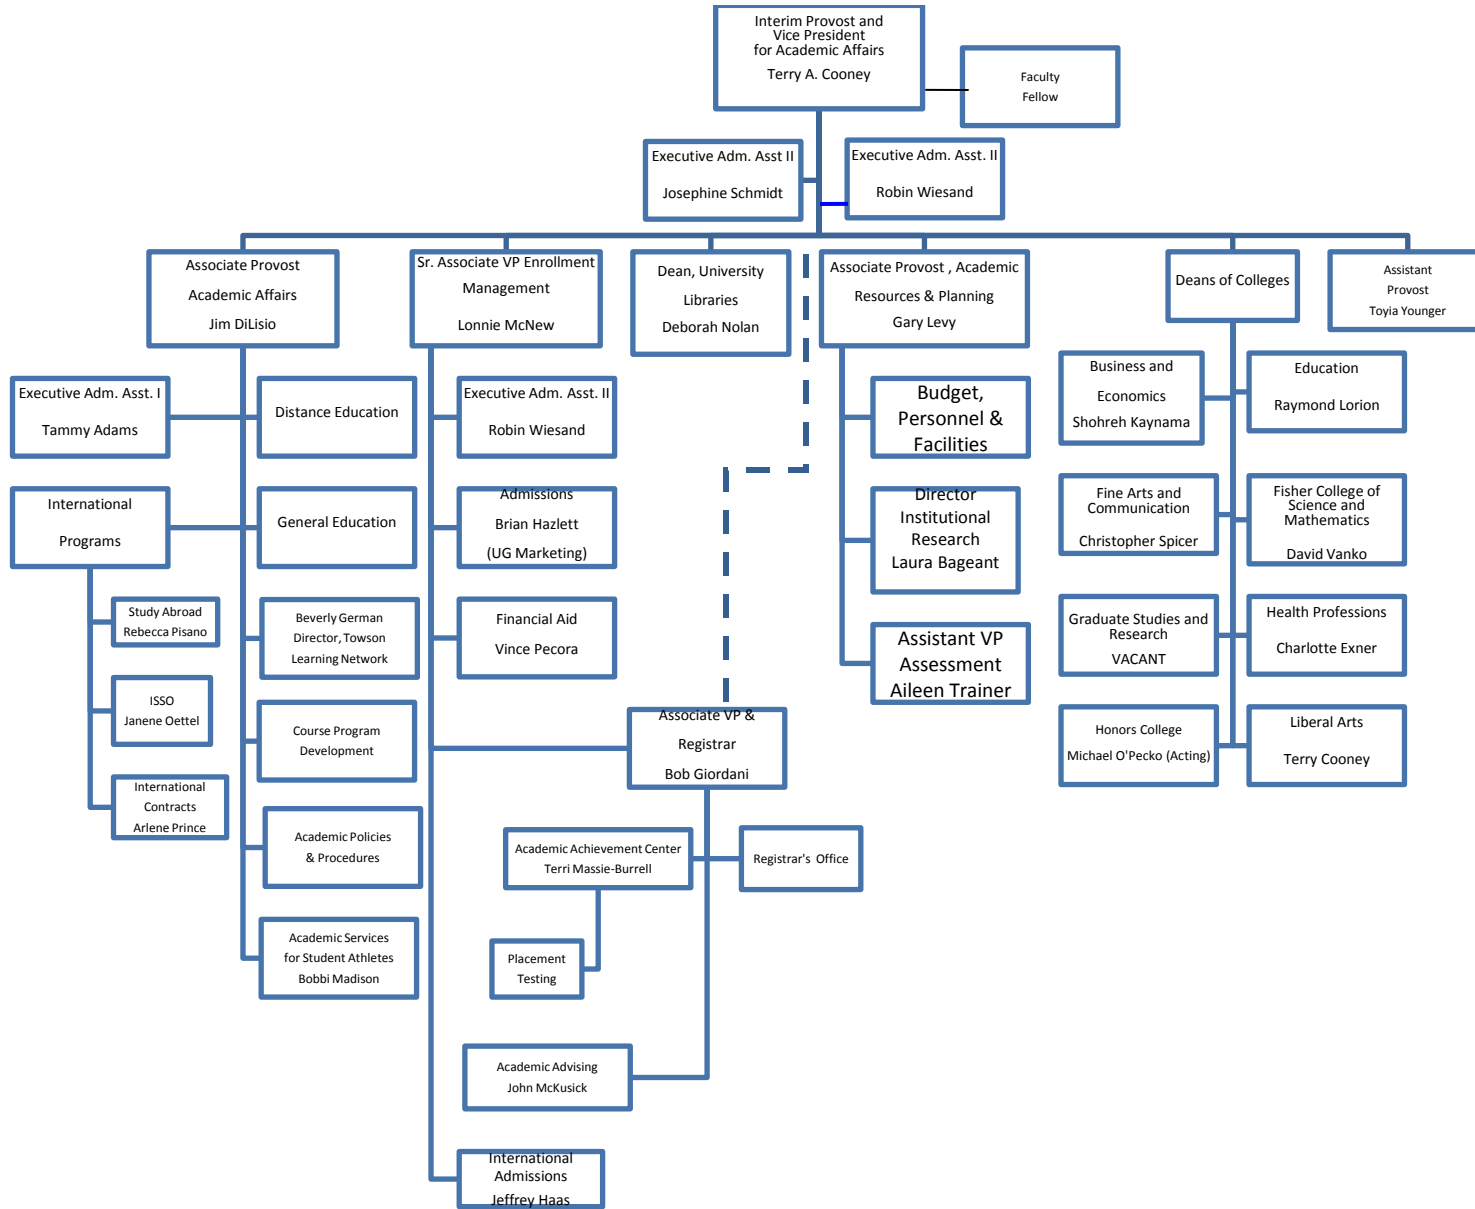 Interim Provost and
Vice President
for Academic Affairs
Terry A. Cooney
Faculty
Fellow
Executive Adm. Asst II
Josephine Schmidt
Executive Adm. Asst. II
Robin Wiesand
Associate Provost
Academic Affairs
Jim DiLisio
Sr. Associate VP Enrollment
Management
Lonnie McNew
Dean, University
Libraries
Deborah Nolan
Associate Provost , Academic
Resources & Planning
Gary Levy
Deans of Colleges
Assistant
Provost
Toyia Younger
Executive Adm. Asst. I
Tammy Adams
Distance Education
Executive Adm. Asst. II
Robin Wiesand
Budget,
Personnel &
Facilities
Business and
Economics
Shohreh Kaynama
Education
Raymond Lorion
International
Programs
General Education
Admissions
Brian Hazlett
(UG Marketing)
Director
Institutional
Research
Laura Bageant
Fine Arts and
Communication
Christopher Spicer
Fisher College of
Science and
Mathematics
David Vanko
Study Abroad
Rebecca Pisano
Beverly German
Director, Towson
Learning Network
Financial Aid
Vince Pecora
Assistant VP
Assessment
Aileen Trainer
Graduate Studies and
Research
VACANT
Health Professions
Charlotte Exner
ISSO
Janene Oettel
Course Program
Development
Associate VP &
Registrar
Bob Giordani
Honors College
Michael O'Pecko (Acting)
Liberal Arts
Terry Cooney
International
Contracts
Arlene Prince
Academic Policies
& Procedures
Academic Achievement Center
Terri Massie-Burrell
Registrar's Office
Academic Services
for Student Athletes
Bobbi Madison
Placement
Testing
Academic Advising
John McKusick
International
Admissions
Jeffrey Haas